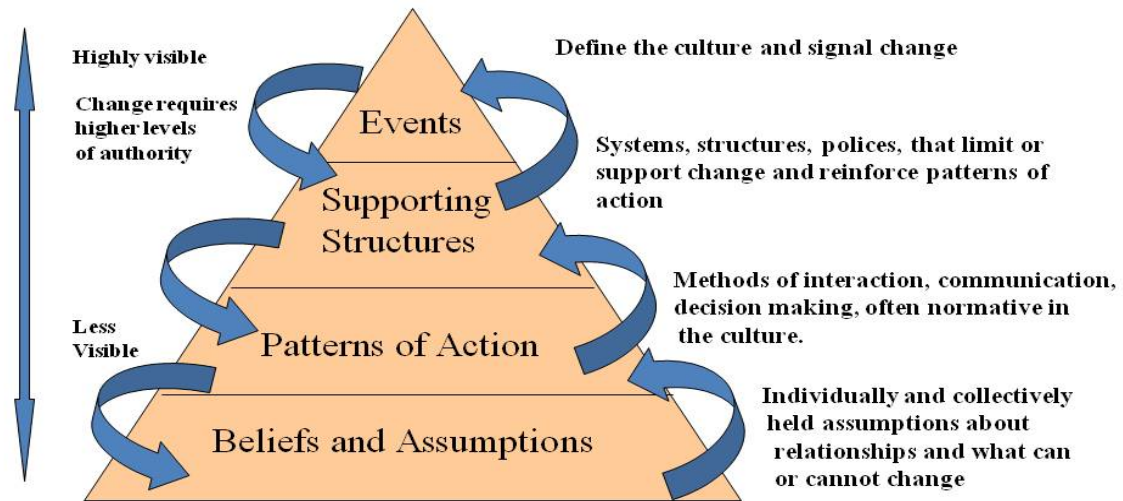 Highly visible
Change requires
higher levels
of authority
Less
Visible
Events
Supporting
Structures
Patterns of Action
Beliefs and Assumptions
Define the culture and signal change
Systems, structures, polices, that limit or
support change and reinforce patterns of
action
Methods of interaction, communication,
decision making, often normative in
the culture.
Individually and collectively
held assumptions about
relationships and what can
or cannot change